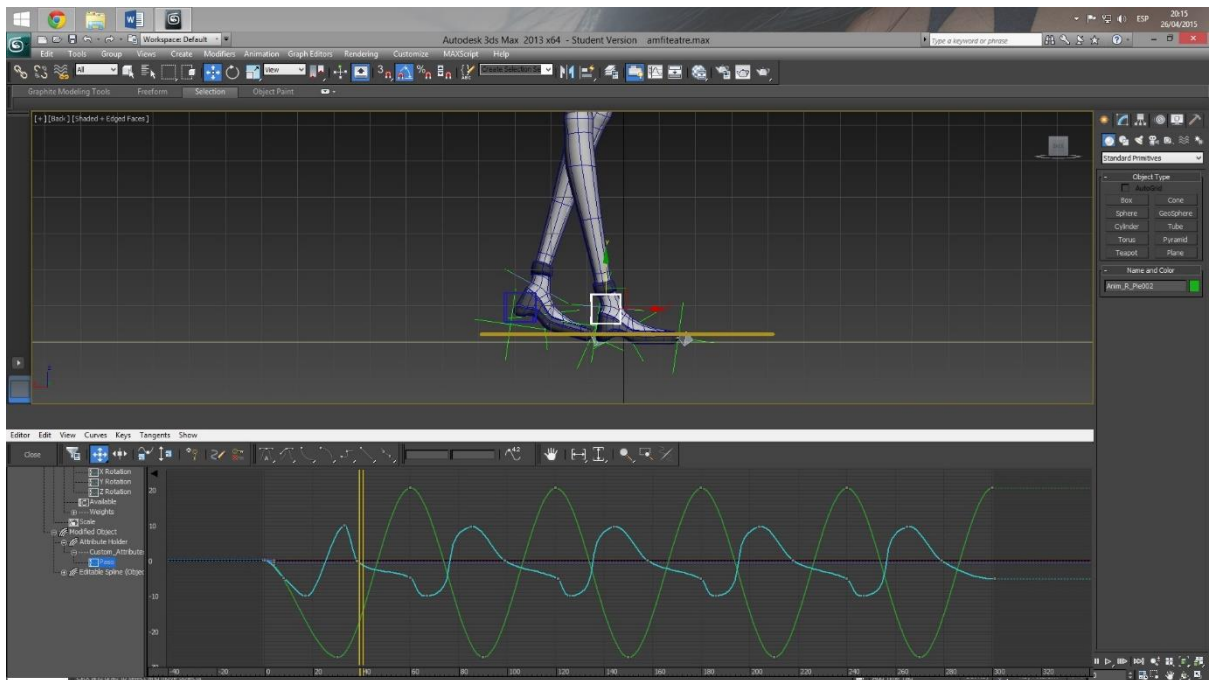 20:15
ESP
26/04/2015
Workspace: Default
Autodesk 3ds Max 2013 x64 - Student Version amfiteatre.max
Type a keyword or phrase
Edit Tools Group Views Create Modifiers Animation Graph Editors Rendering Customize MAXScript Help
All View Create Selection Se
Graphite Modeling Tools Freeform Selection Object Paint
[+] [Back] [Shaded + Edged Faces]
Standard Primitives
Object Type
AutoGrid
Box Cone
Sphere GeoSphere
Cylinder Tube
Torus Pyramid
Teapot Plane
Name and Color
Anim_R_Pie002
Editor Edit View Curves Keys Tangents Show
Close
X Rotation
Y Rotation
Z Rotation
Available
Weights
Scale
Modified Object
Attribute Holder
Custom_Attributes
Editable Spline (Objec
20
10
0
-10
-20
-40 -20 0 20 40 60 80 100 120 140 160 180 200 220 240 260 280 300 320